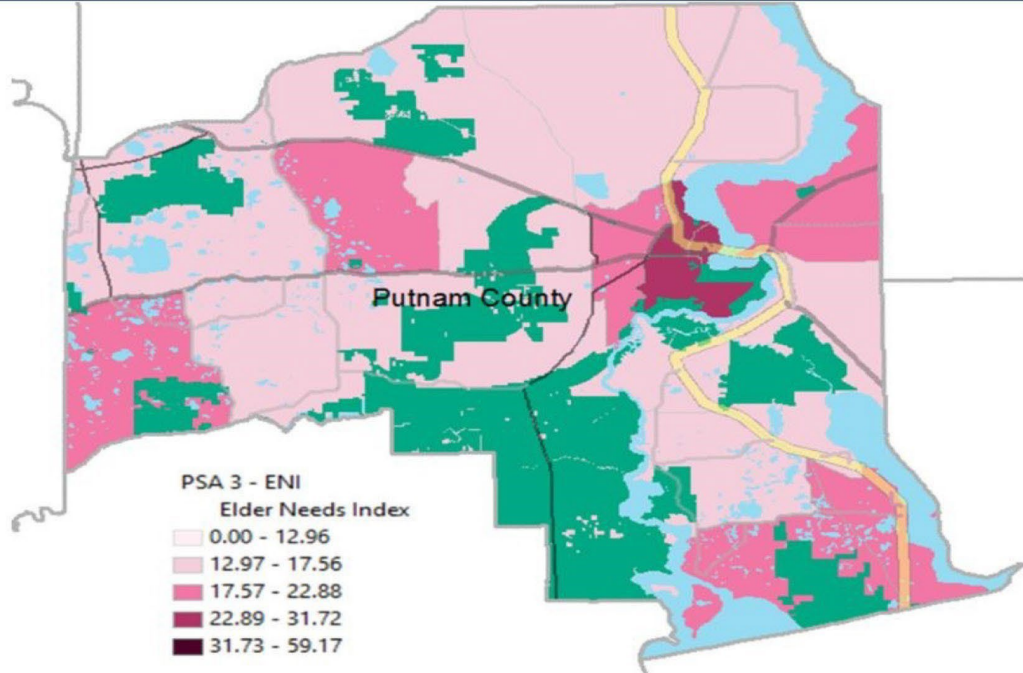 Putnam County
PSA 3 - ENI
Elder Needs Index
0.00 - 12.96
12.97 - 17.56
17.57 - 22.88
22.89 - 31.72
31.73 - 59.17